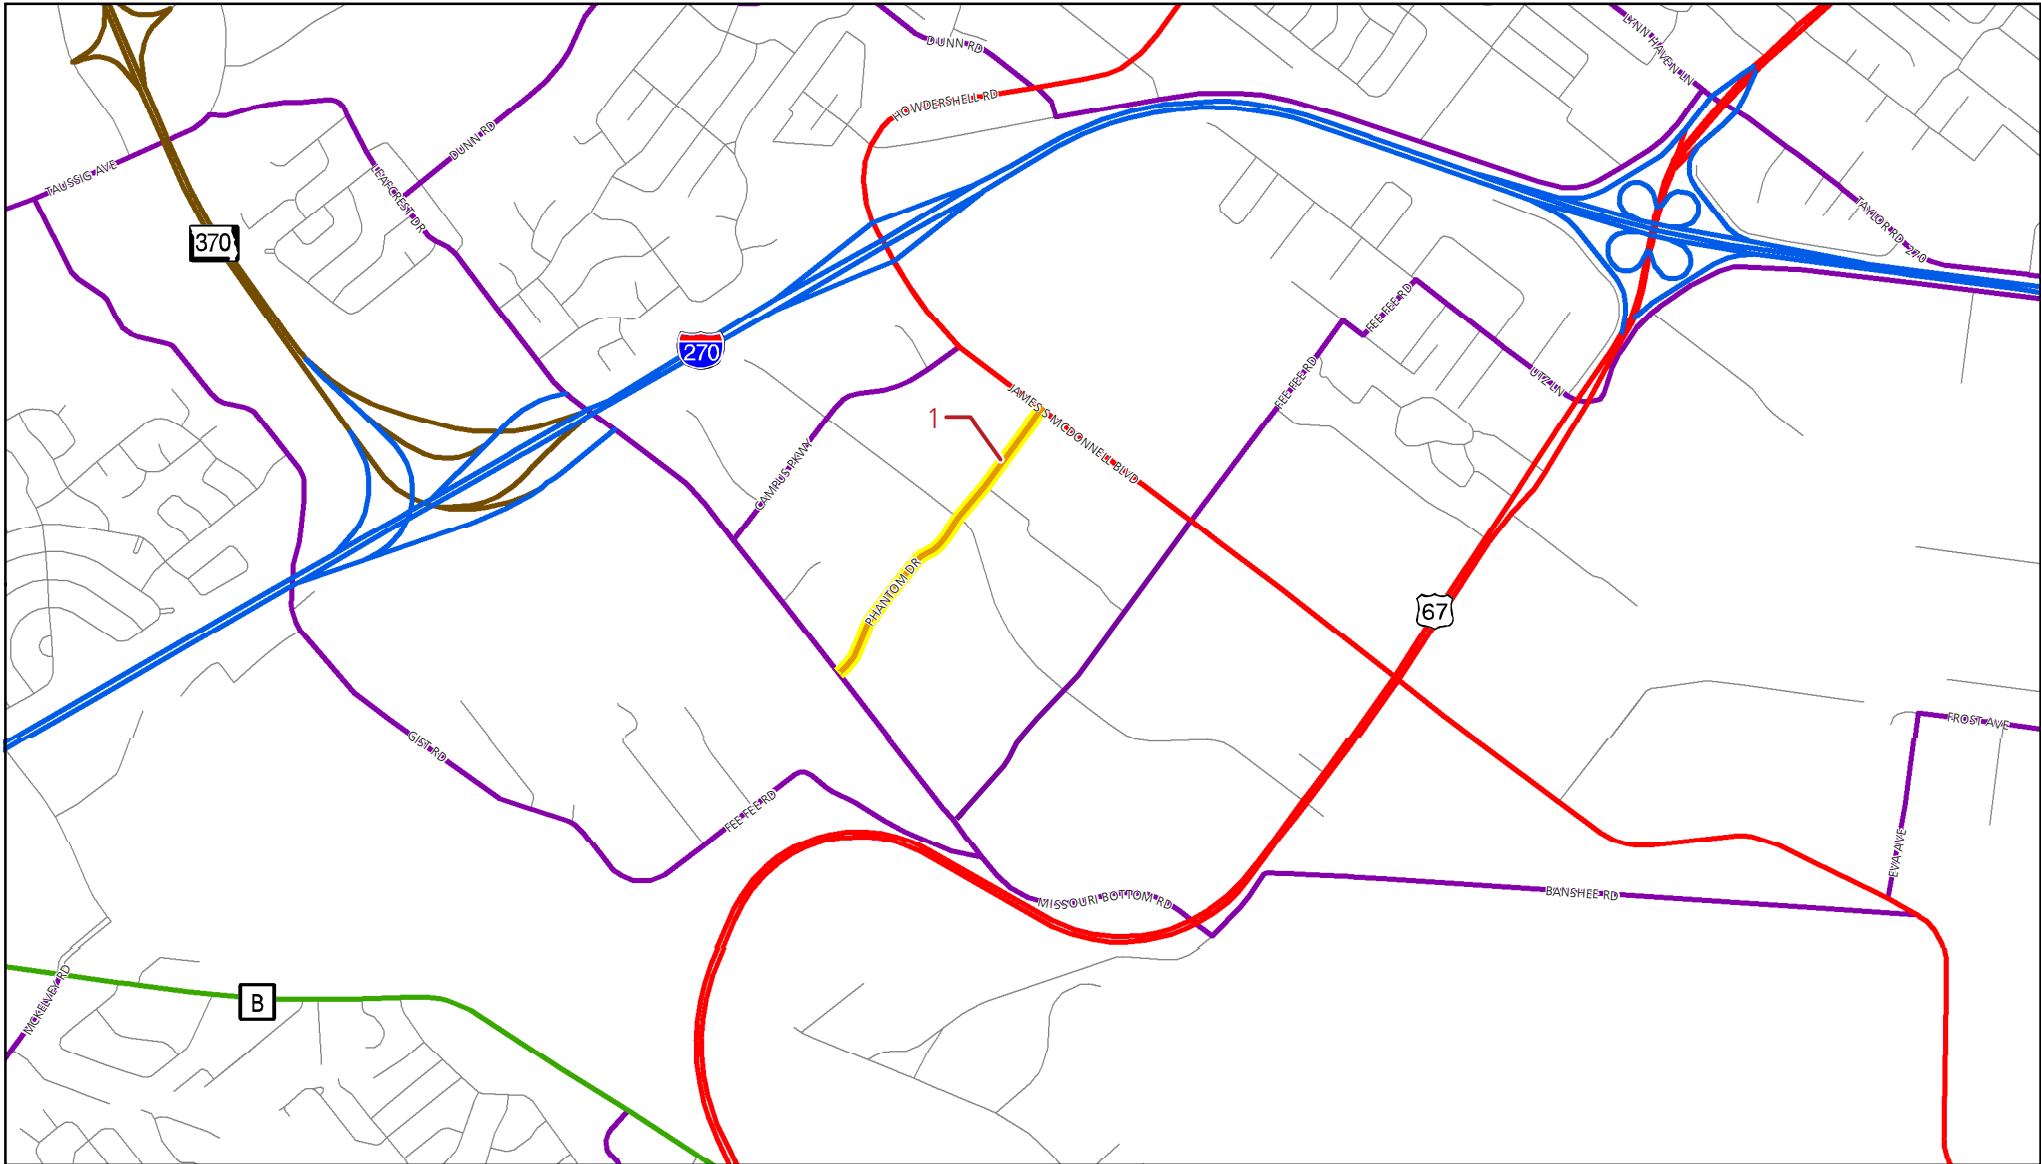 LYNN HAVEN LN
DUNN RD
HOWDERSHELL RD
DUNN RD
TAUSSIG AVE
LEAFCREST DR
TAYLOR RD 270
370
FEE FEE RD
270
FEE FEE RD
UTZ LN
JAMES S MCDONNELL BLVD
1
CAMPUS PKWY
PHANTOM DR
67
FROST AVE
GIST RD
FEE FEE RD
EVA AVE
BANSHEE RD
MISSOURI BOTTOM RD
MCKELVEY RD
B